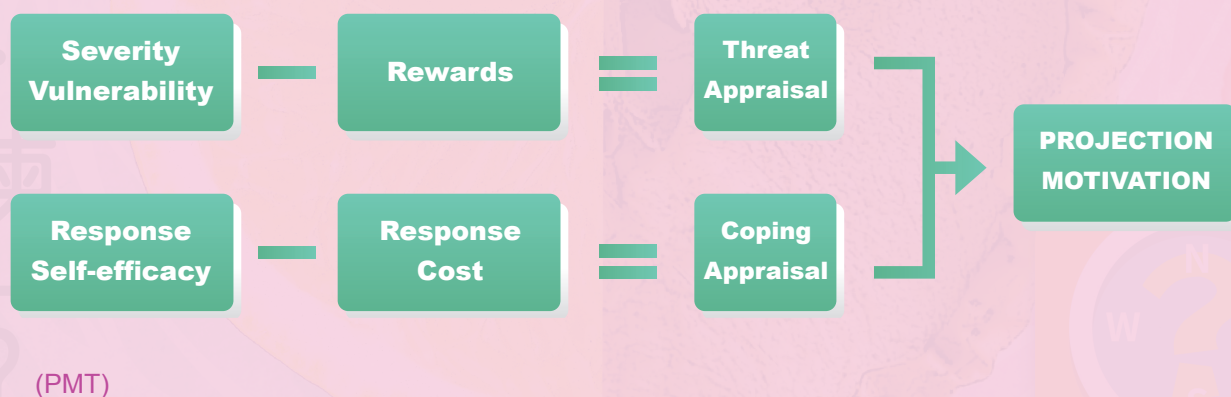 Severity
Vulnerability
Rewards
Threat
Appraisal
PROJECTION
MOTIVATION
Response
Self-efficacy
Response
Cost
Coping
Appraisal
(PMT)
N
W